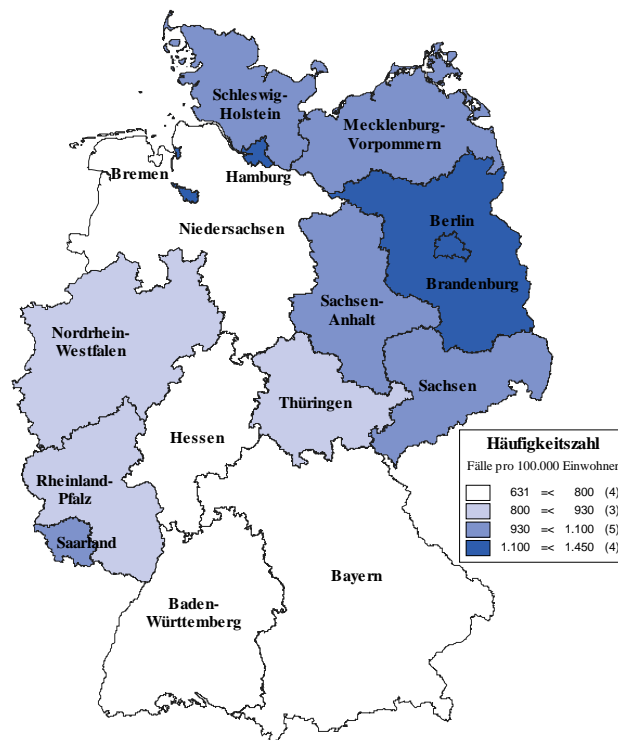 Schleswig-
Holstein
Mecklenburg-
Vorpommern
Bremen
Hamburg
Berlin
Niedersachsen
Brandenburg
Sachsen-
Anhalt
Nordrhein-
Westfalen
Sachsen
Thüringen
Hessen
Rheinland-
Pfalz
Saarland
Bayern
Baden-
Württemberg
Häufigkeitszahl
Fälle pro 100.000 Einwohner
631 =< 800 (4)
800 =< 930 (3)
930 =< 1.100 (5)
1.100 =< 1.450 (4)